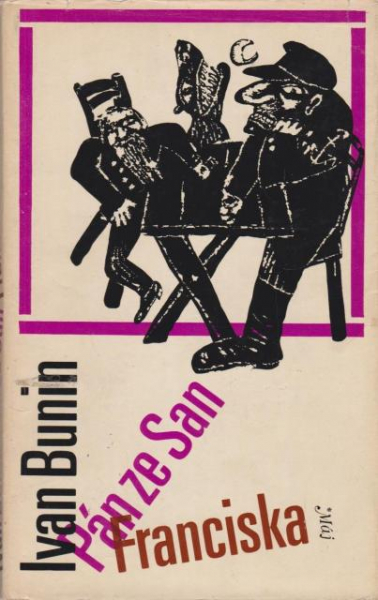 Ivan Bunin
Pán ze San
Franciska
Máj